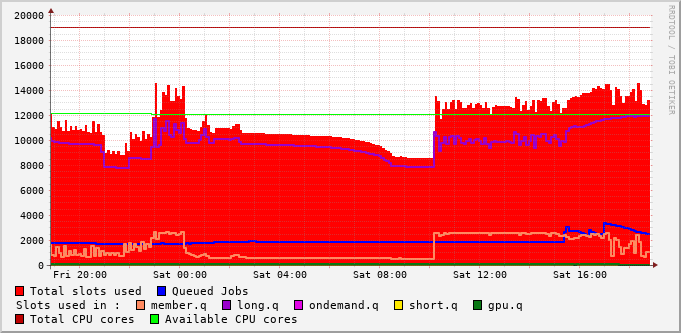 20000
18000
16000
14000
12000
10000
8000
6000
4000
2000
0
Fri 20:00 Sat 00:00 Sat 04:00 Sat 08:00 Sat 12:00 Sat 16:00
RRDTOOL / TOBI OETIKER
Total slots used Queued Jobs
Slots used in : member.q long.q ondemand.q short.q gpu.q
Total CPU cores Available CPU cores